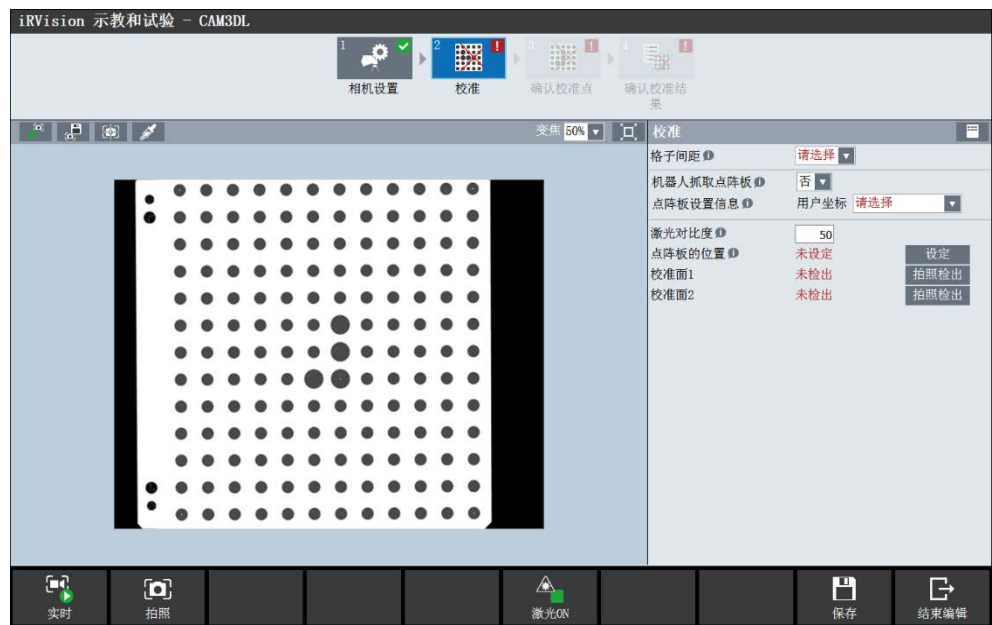 iRVision 示教和试验 - CAM3DL
1
相机设置
2
校准
3
确认校准点
4
确认校准结
果
变焦 50%
校准
格子间距
请选择
机器人抓取点阵板
否
点阵板设置信息
用户坐标 请选择
激光对比度
50
点阵板的位置
未设定
设定
校准面1
未检出
拍照检出
校准面2
未检出
拍照检出
实时
拍照
激光ON
保存
结束编辑